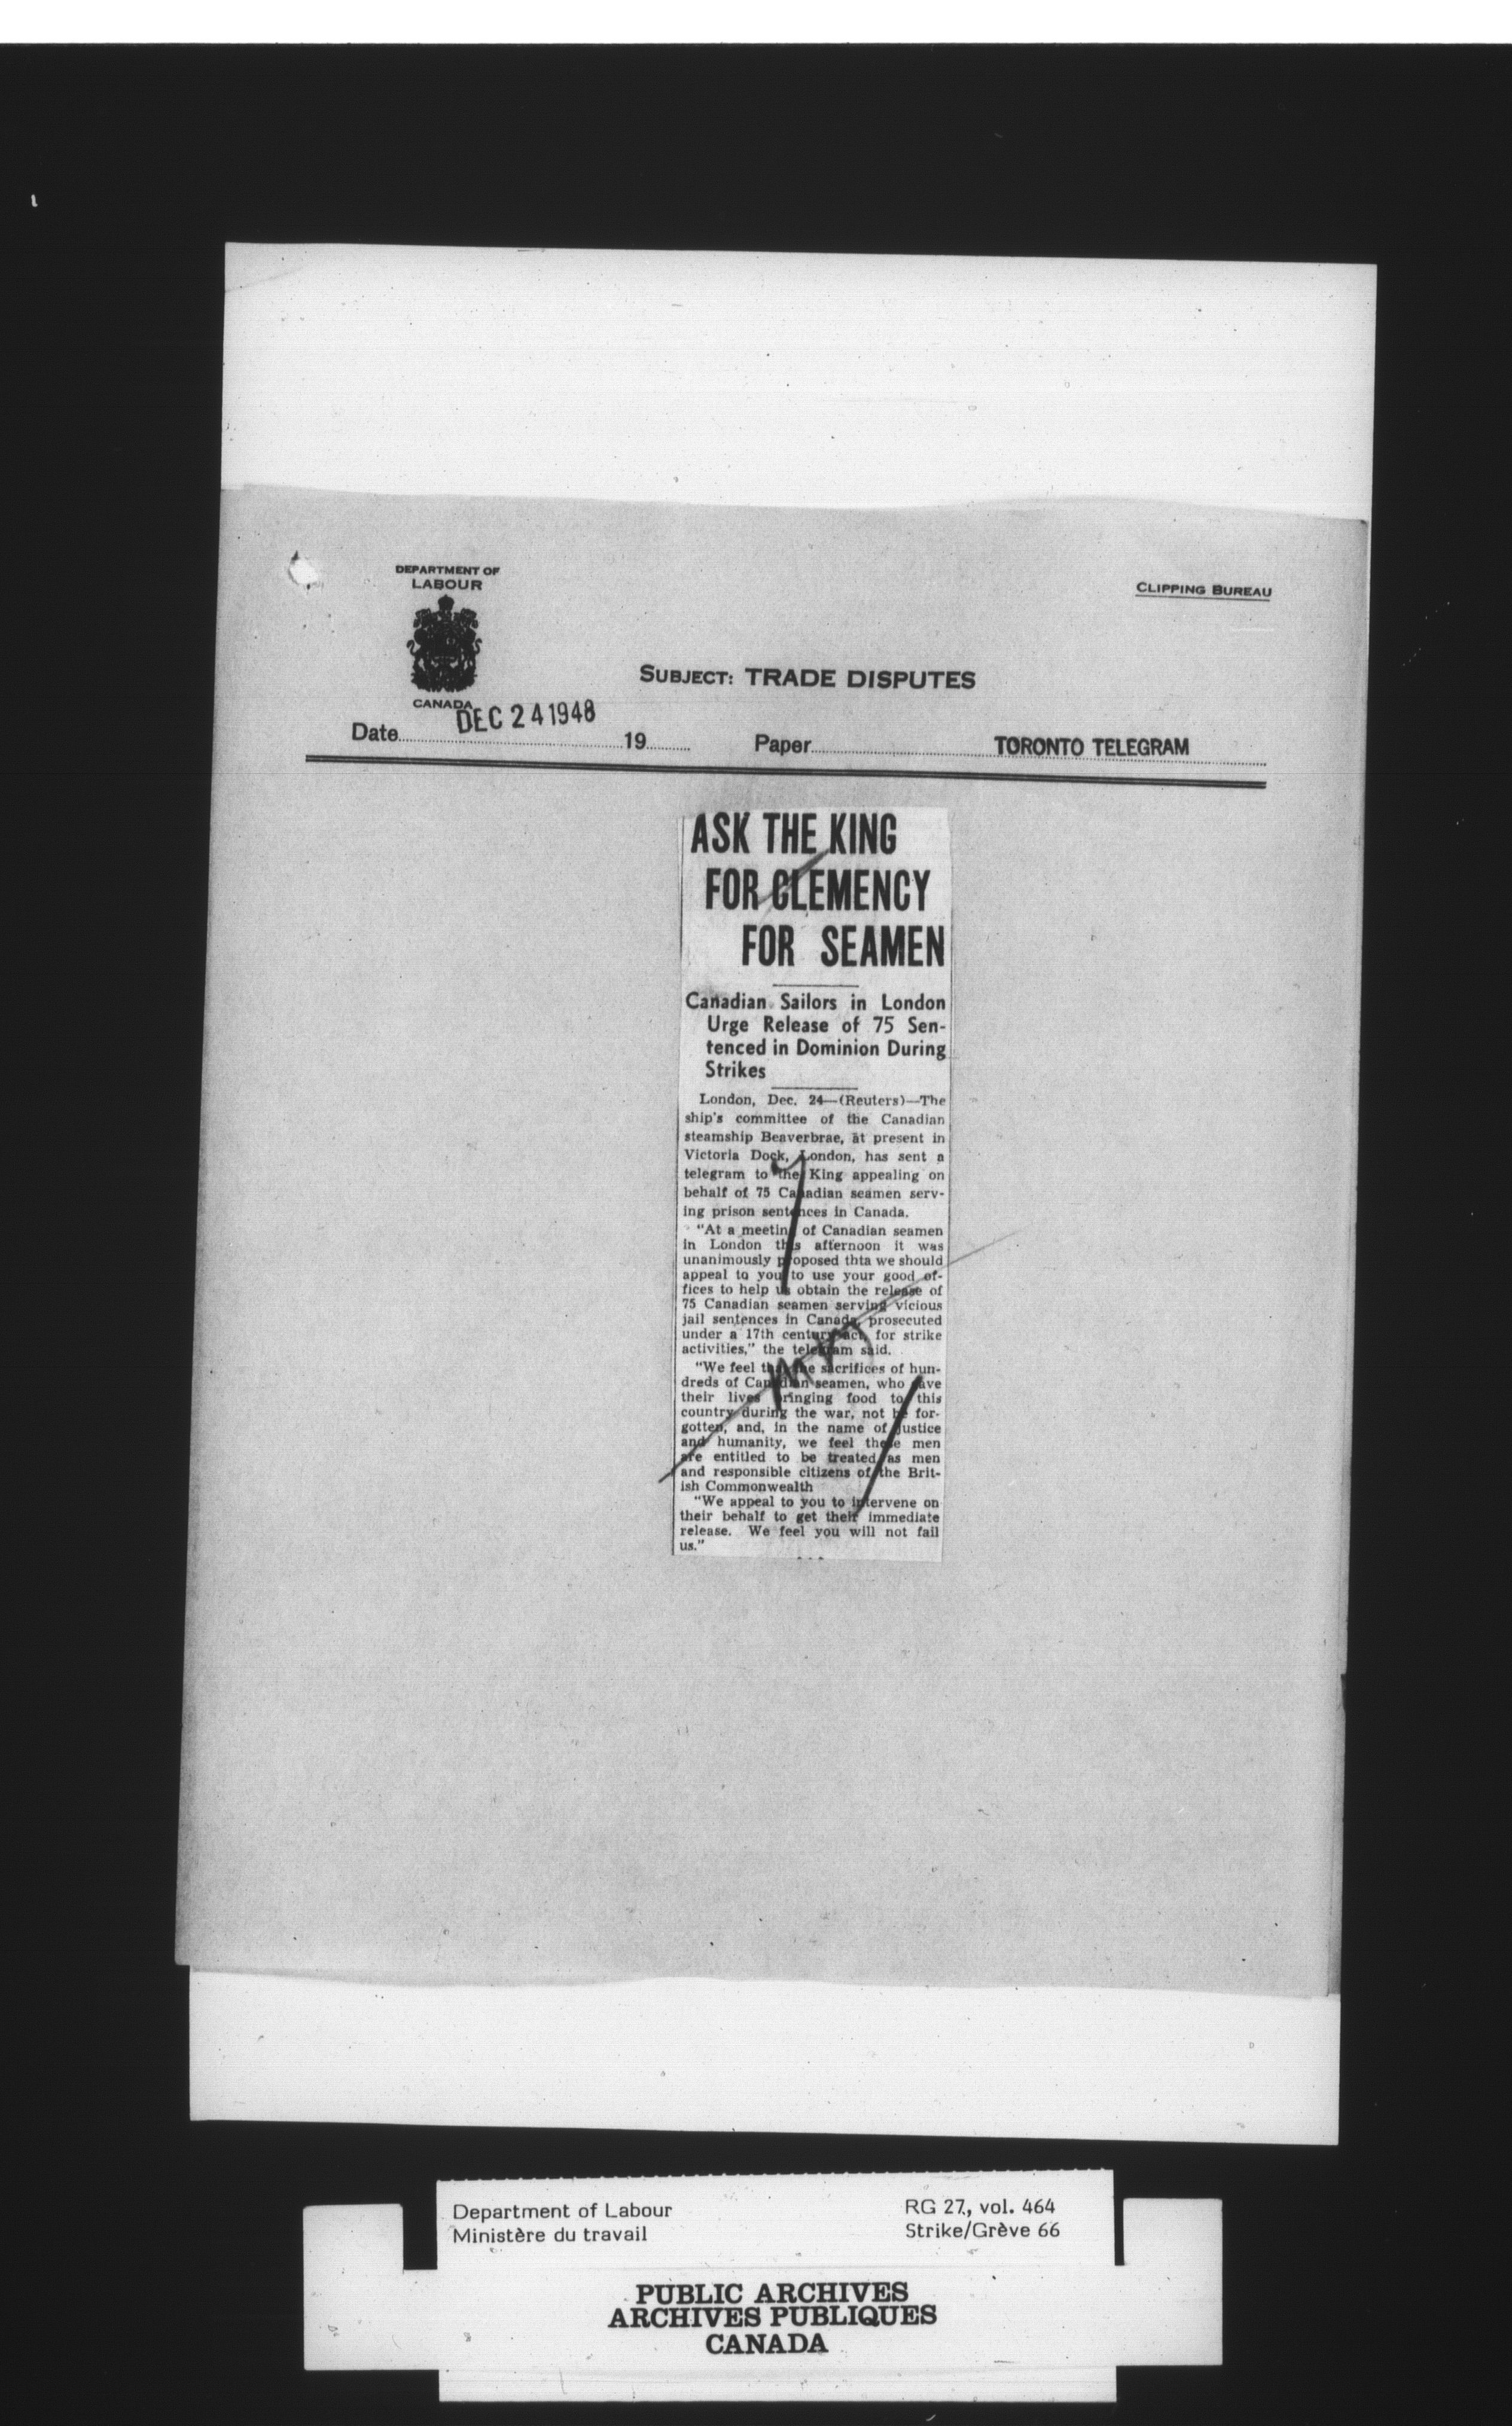 DEPARTMENT OF
LABOUR
CANADA
CLIPPING BUREAU
SUBJECT: TRADE DISPUTES
Date DEC 24 1948 19 Paper TORONTO TELEGRAM
ASK THE KING
FOR CLEMENCY
FOR SEAMEN
Canadian Sailors in London
Urge Release of 75 Sen-
tenced in Dominion During
Strikes
London, Dec. 24—(Reuters)—The
ship's committee of the Canadian
steamship Beaverbrae, at present in
Victoria Dock, London, has sent a
telegram to the King appealing on
behalf of 75 Canadian seamen serv-
ing prison sentences in Canada.
"At a meeting of Canadian seamen
in London this afternoon it was
unanimously proposed thta we should
appeal to you to use your good of-
fices to help us obtain the release of
75 Canadian seamen serving vicious
jail sentences in Canada, prosecuted
under a 17th century act, for strike
activities," the telegram said.
"We feel that the sacrifices of hun-
dreds of Canadian seamen, who gave
their lives bringing food to this
country during the war, not be for-
gotten, and, in the name of justice
and humanity, we feel these men
are entitled to be treated as men
and responsible citizens of the Brit-
ish Commonwealth
"We appeal to you to intervene on
their behalf to get their immediate
release. We feel you will not fail
us."
Department of Labour
Ministère du travail
RG 27, vol. 464
Strike/Grève 66
PUBLIC ARCHIVES
ARCHIVES PUBLIQUES
CANADA